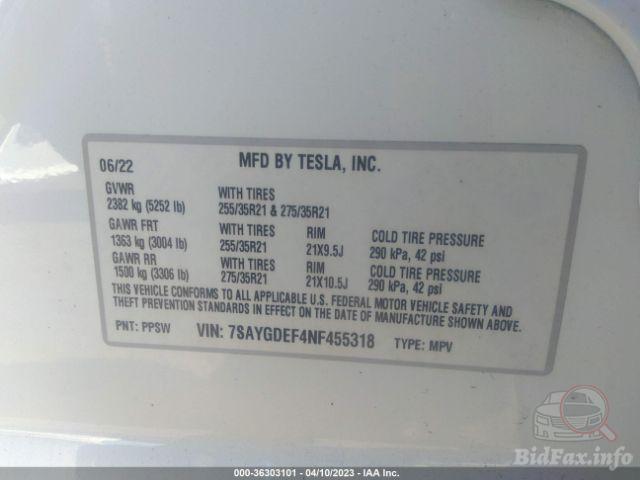 06/22 MFD BY TESLA, INC.
GVWR WITH TIRES
2382 kg (5252 lb) 255/35R21 & 275/35R21
GAWR FRT WITH TIRES RIM COLD TIRE PRESSURE
1363 kg (3004 lb) 255/35R21 21X9.5J 290 kPa, 42 psi
GAWR RR WITH TIRES RIM COLD TIRE PRESSURE
1500 kg (3306 lb) 275/35R21 21X10.5J 290 kPa, 42 psi
THIS VEHICLE CONFORMS TO ALL APPLICABLE U.S. FEDERAL MOTOR VEHICLE SAFETY AND
THEFT PREVENTION STANDARDS IN EFFECT ON THE DATE OF MANUFACTURE SHOWN ABOVE.
PNT: PPSW VIN: 7SAYGDEF4NF455318 TYPE: MPV
BidFax.info
000-36303101 - 04/10/2023 - IAA Inc.